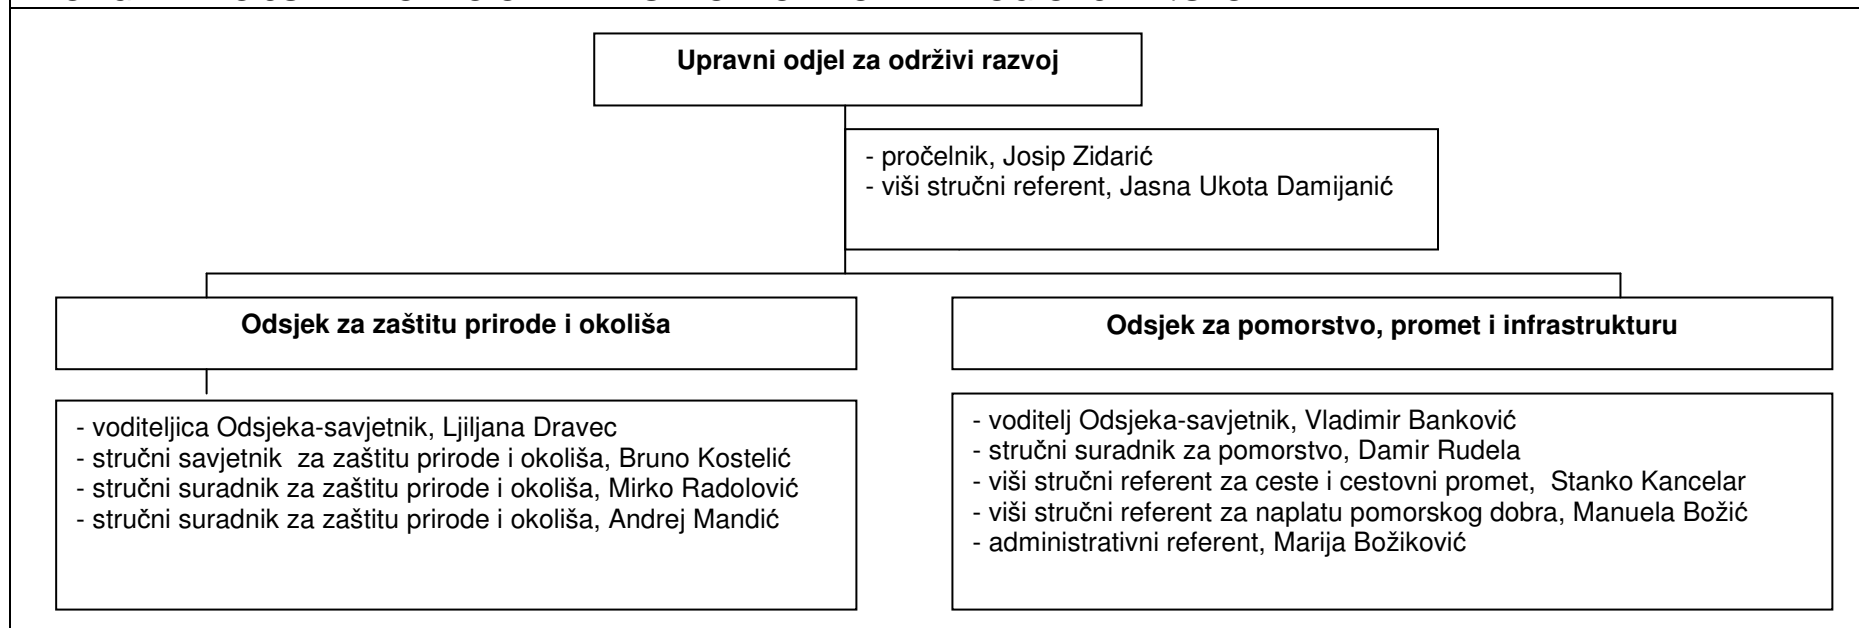 Upravni odjel za održivi razvoj
- pročelnik, Josip Zidarić
- viši stručni referent, Jasna Ukota Damijanić
Odsjek za zaštitu prirode i okoliša
- voditeljica Odsjeka-savjetnik, Ljiljana Dravec
- stručni savjetnik  za zaštitu prirode i okoliša, Bruno Kostelić
- stručni suradnik za zaštitu prirode i okoliša, Mirko Radolović
- stručni suradnik za zaštitu prirode i okoliša, Andrej Mandić
Odsjek za pomorstvo, promet i infrastrukturu
- voditelj Odsjeka-savjetnik, Vladimir Banković
- stručni suradnik za pomorstvo, Damir Rudela
- viši stručni referent za ceste i cestovni promet,  Stanko Kancelar
- viši stručni referent za naplatu pomorskog dobra, Manuela Božić
- administrativni referent, Marija Božiković